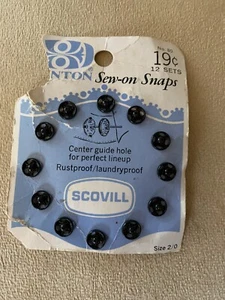 19¢
12 SETS
NTON Sew-on Snaps
Center guide hole
for perfect lineup
Rustproof/laundryproof
SCOVILL
Size 2/0